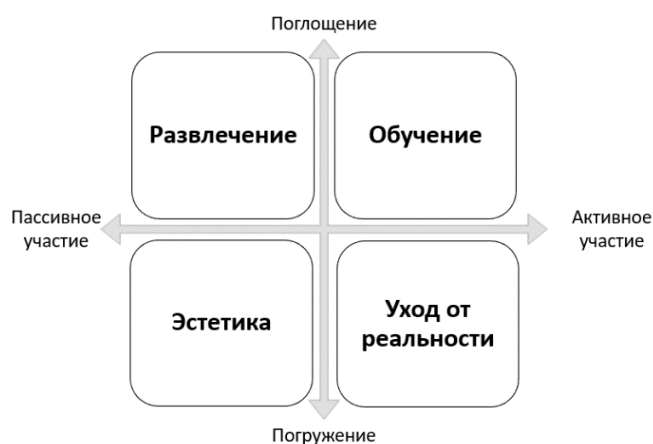 Поглощение
Развлечение
Обучение
Пассивное
участие
Активное
участие
Эстетика
Уход от
реальности
Погружение